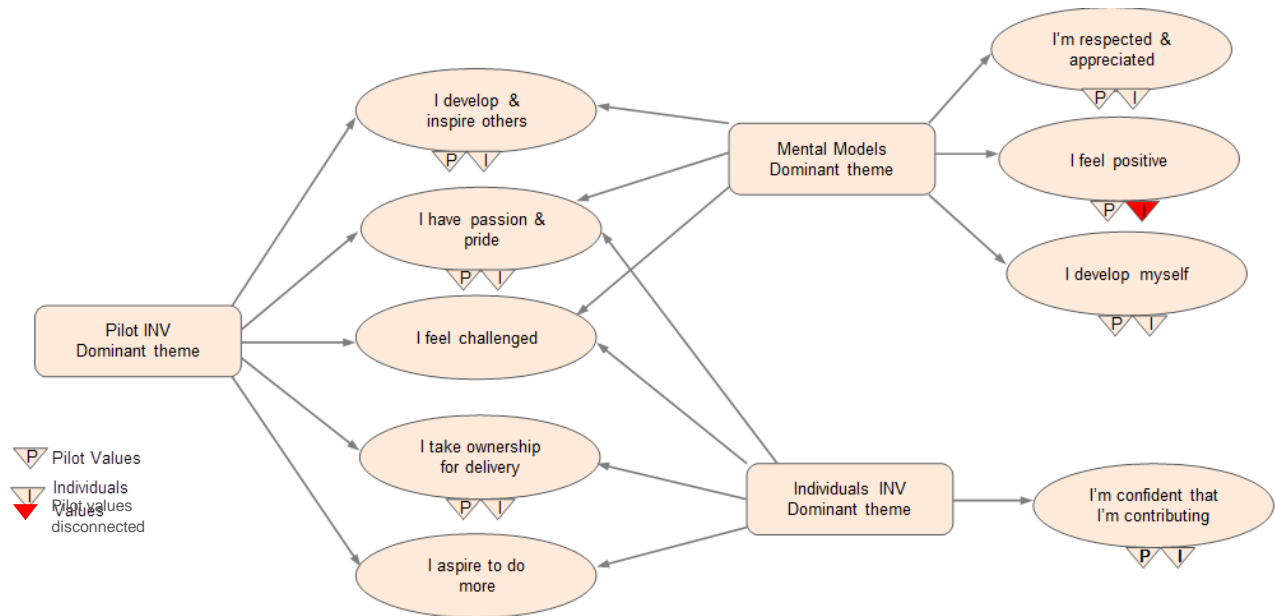 I'm respected &
appreciated
P I
I develop &
inspire others
P I
Mental Models
Dominant theme
I feel positive
P I
I have passion &
pride
P I
I develop myself
P I
Pilot INV
Dominant theme
I feel challenged
I take ownership
for delivery
P I
Individuals INV
Dominant theme
I'm confident that
I'm contributing
P I
I aspire to do
more
P Pilot Values
I Individuals
Values
Pilot values
disconnected